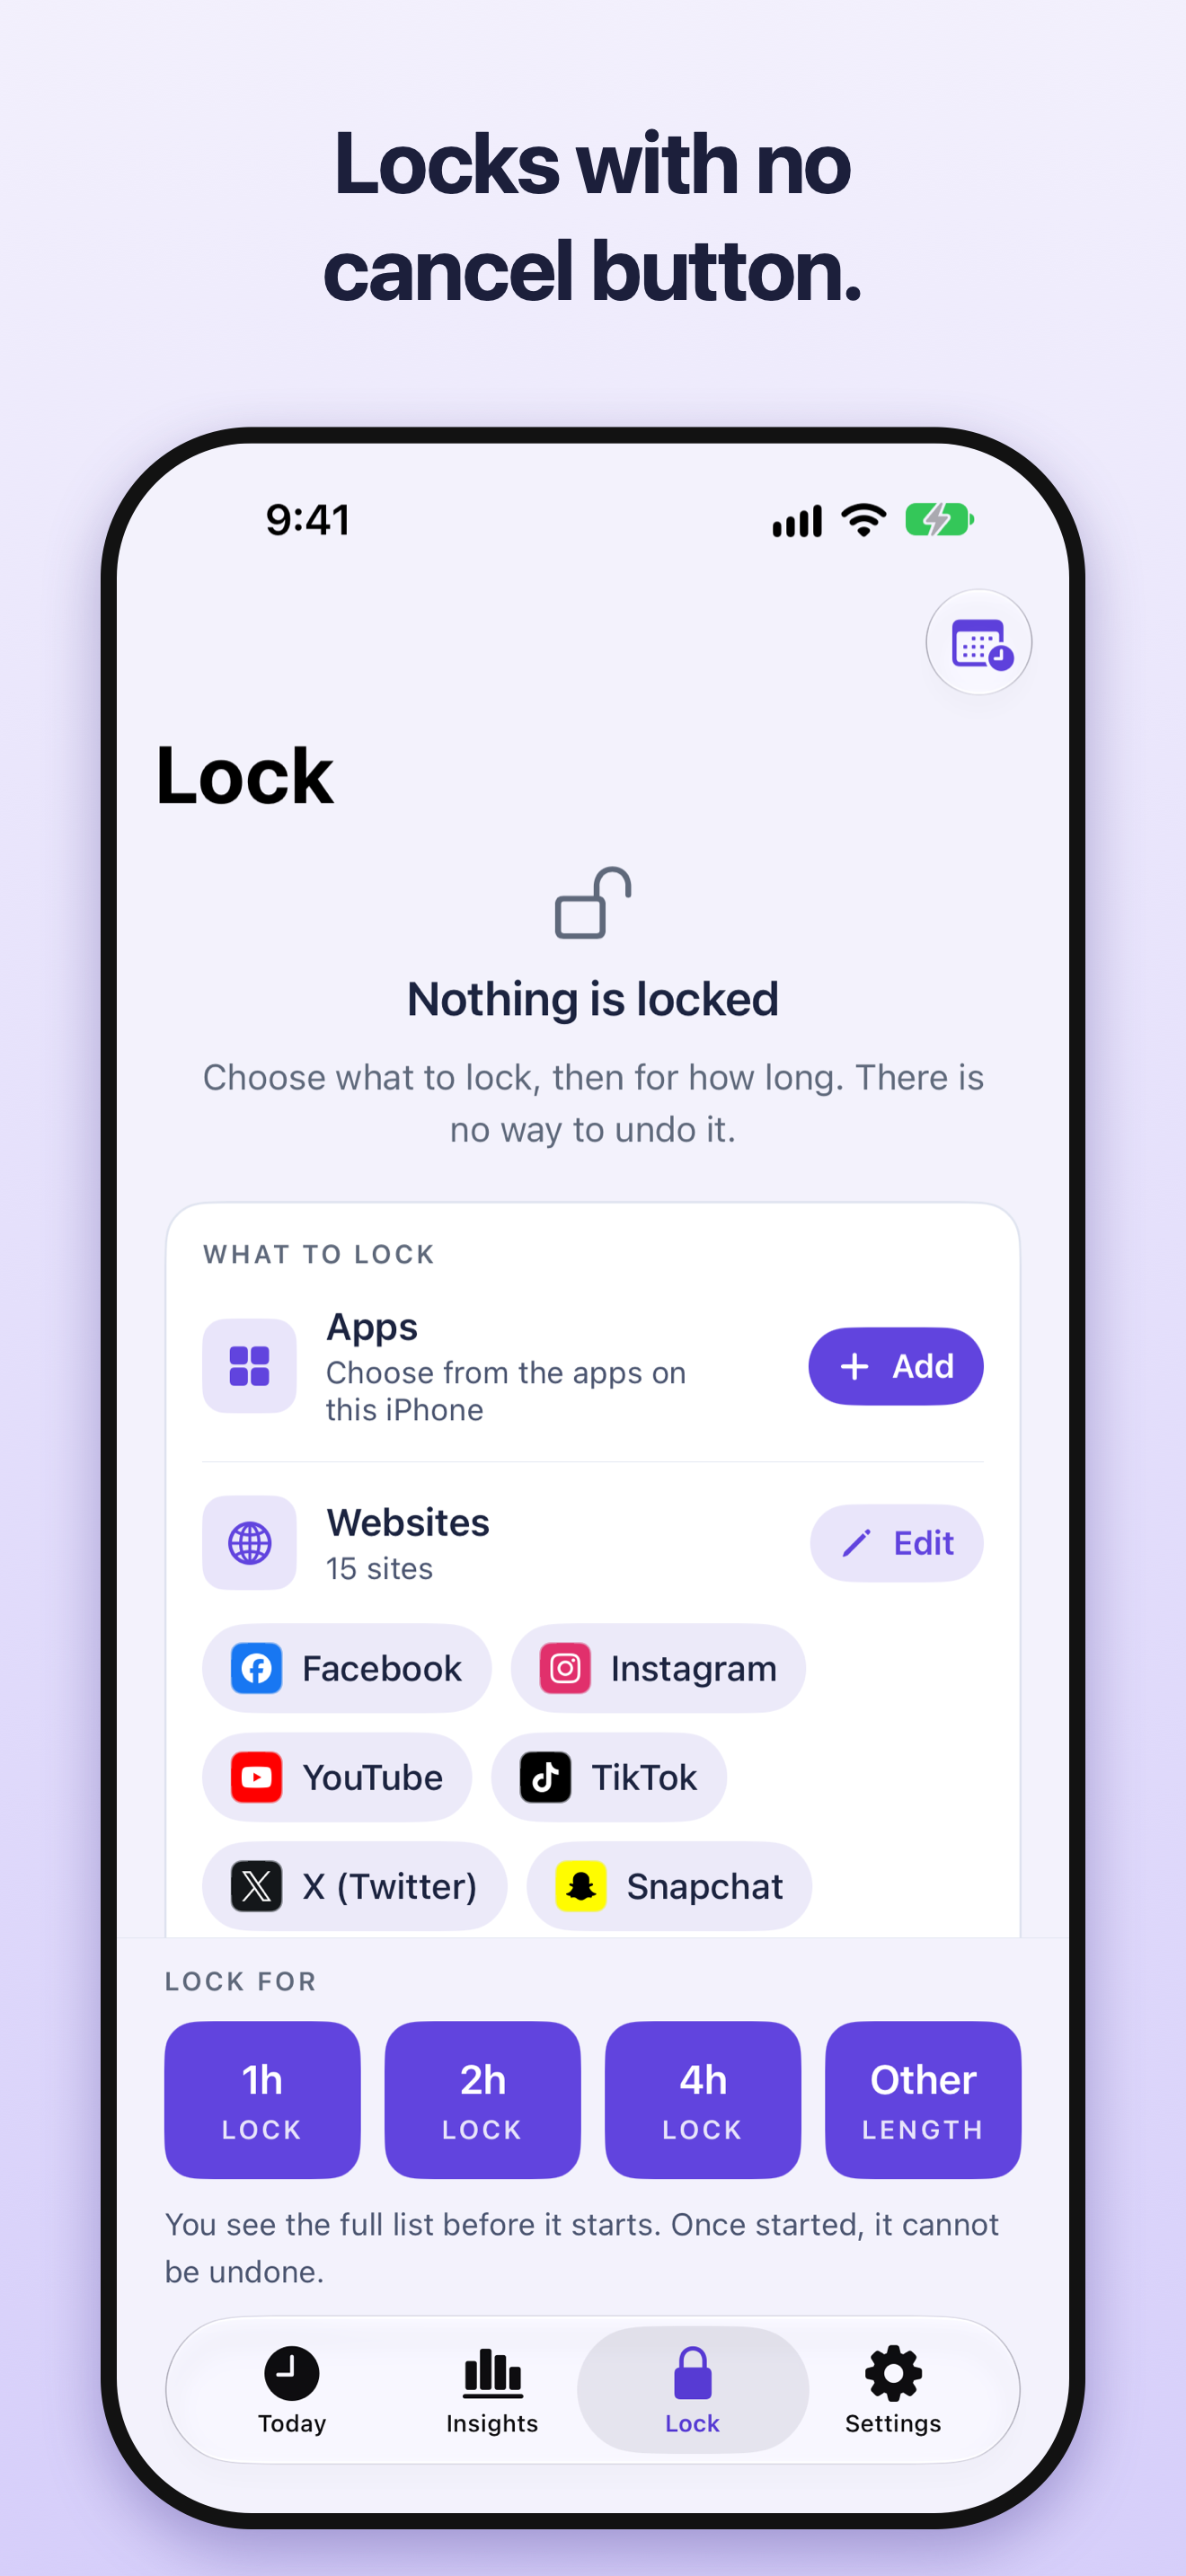 Locks with no
cancel button.
9:41
Lock
Nothing is locked
Choose what to lock, then for how long. There is
no way to undo it.
WHAT TO LOCK
Apps
Choose from the apps on
this iPhone
Add
Websites
15 sites
Edit
Facebook
Instagram
YouTube
TikTok
X (Twitter)
Snapchat
LOCK FOR
1h
LOCK
2h
LOCK
4h
LOCK
Other
LENGTH
You see the full list before it starts. Once started, it cannot
be undone.
Today
Insights
Lock
Settings